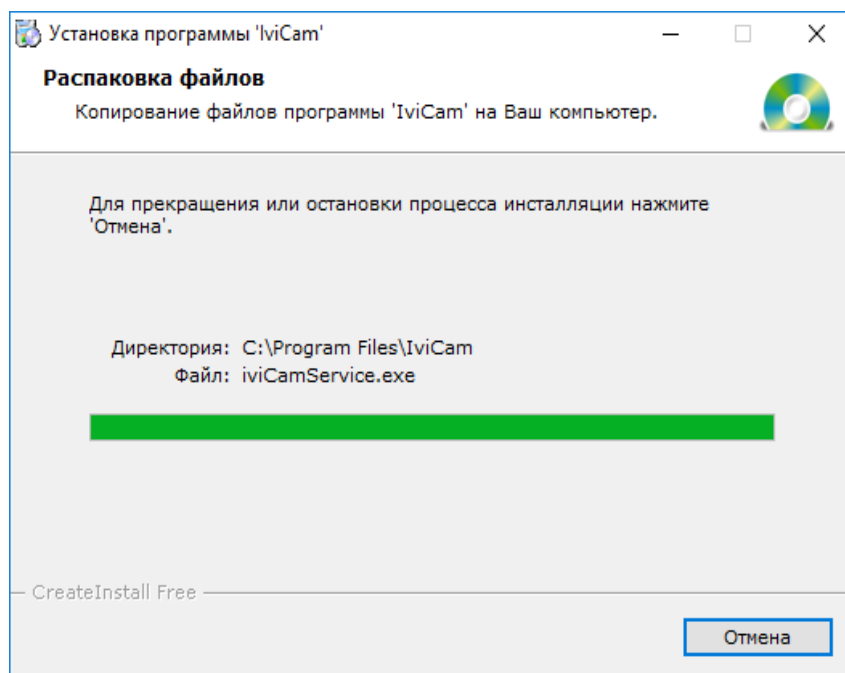 Установка программы 'IviCam'
Распаковка файлов
Копирование файлов программы 'IviCam' на Ваш компьютер.
Для прекращения или остановки процесса инсталляции нажмите
'Отмена'.
Директория: C:\Program Files\IviCam
Файл: iviCamService.exe
CreateInstall Free
Отмена